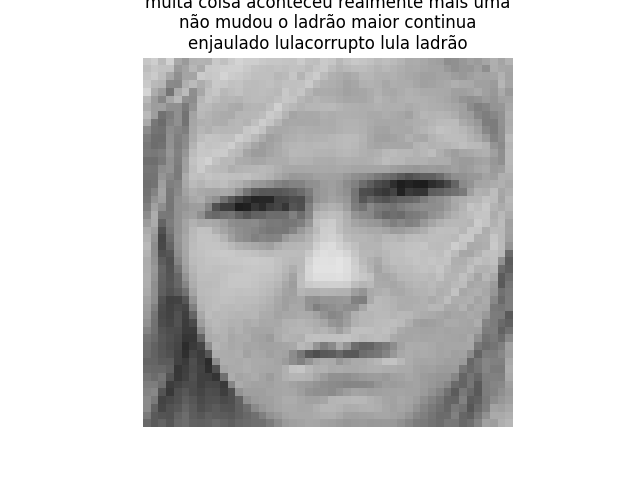 muita coisa aconteceu realmente mais uma
não mudou o ladrão maior continua
enjaulado lulacorrupto lula ladrão